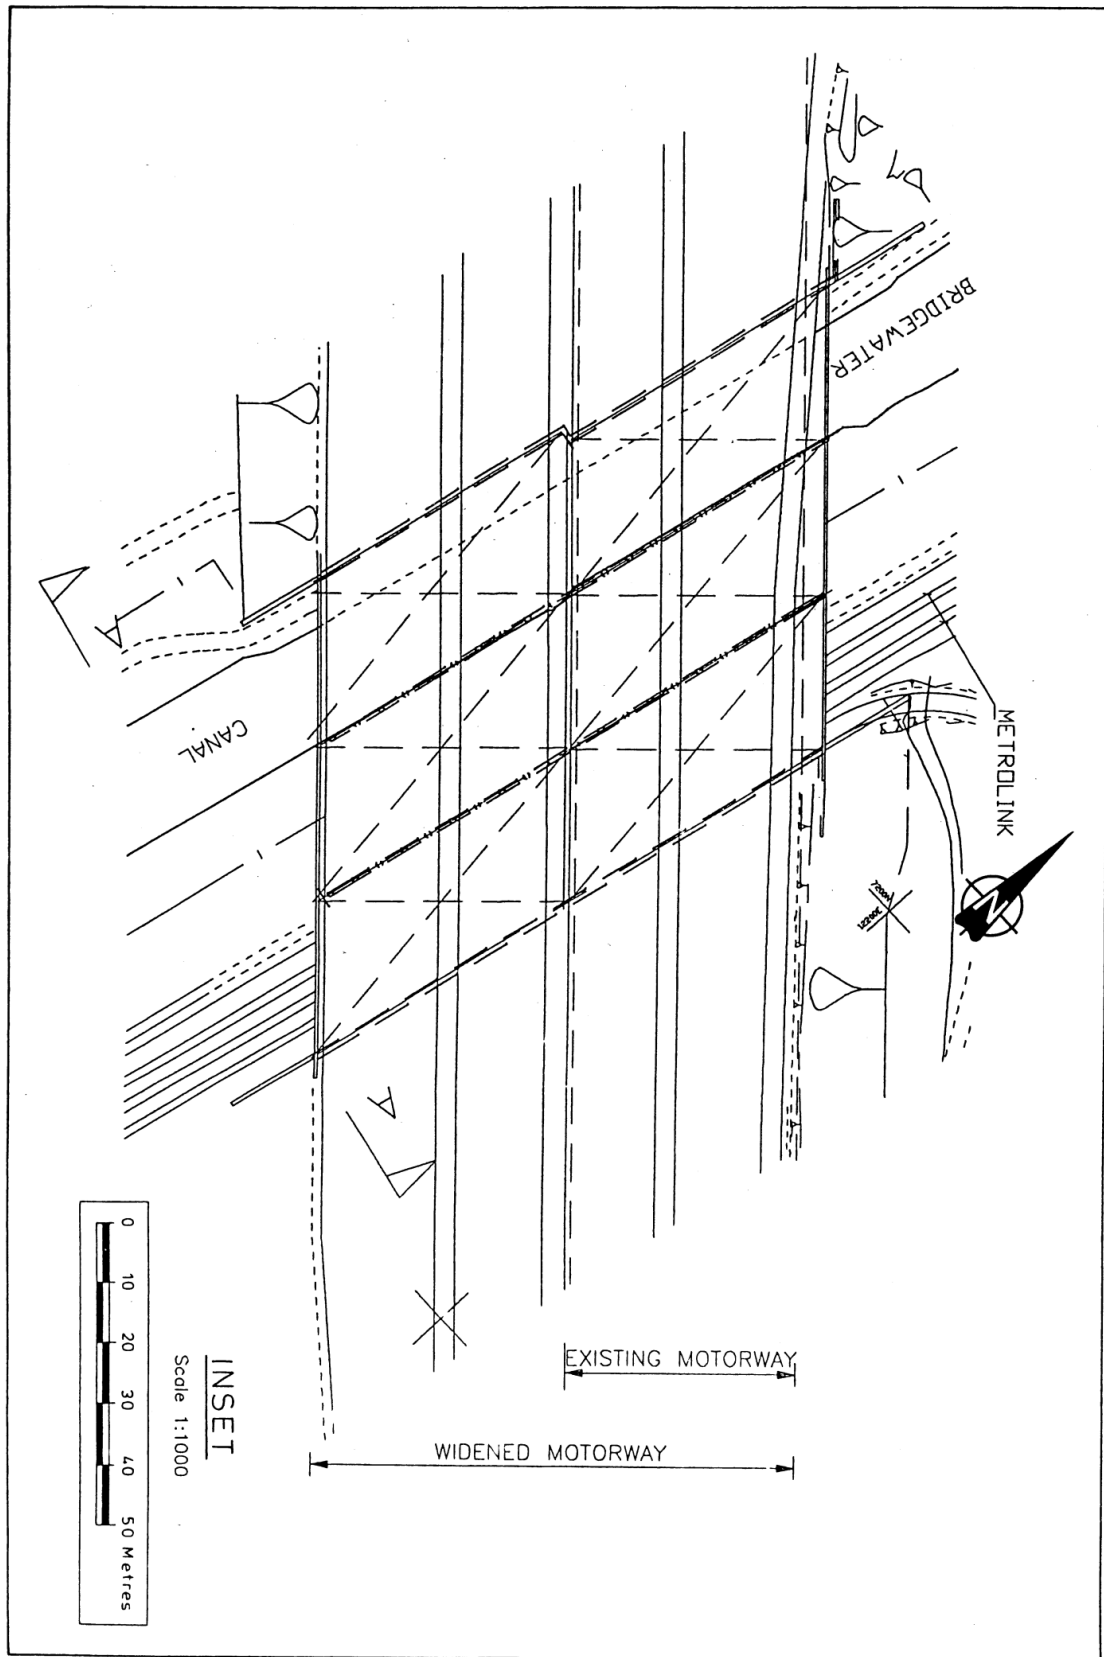 BRIDGEWATER
CANAL
METROLINK
N
A
A
EXISTING MOTORWAY
WIDENED MOTORWAY
INSET
Scale 1:1000
0 10 20 30 40 50 Metres